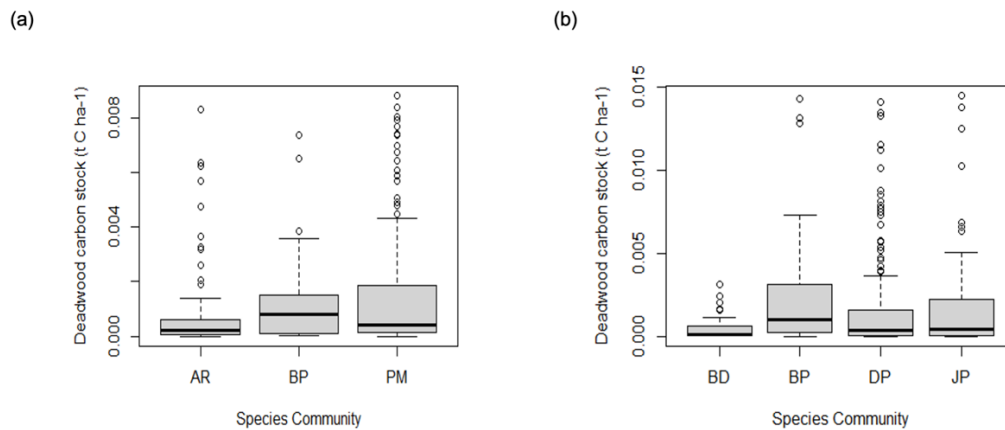 (a)
(b)
Deadwood carbon stock (t C ha-1)
0.008
0.004
0.000
AR BP PM
Species Community
Deadwood carbon stock (t C ha-1)
0.015
0.010
0.005
0.000
BD BP DP JP
Species Community